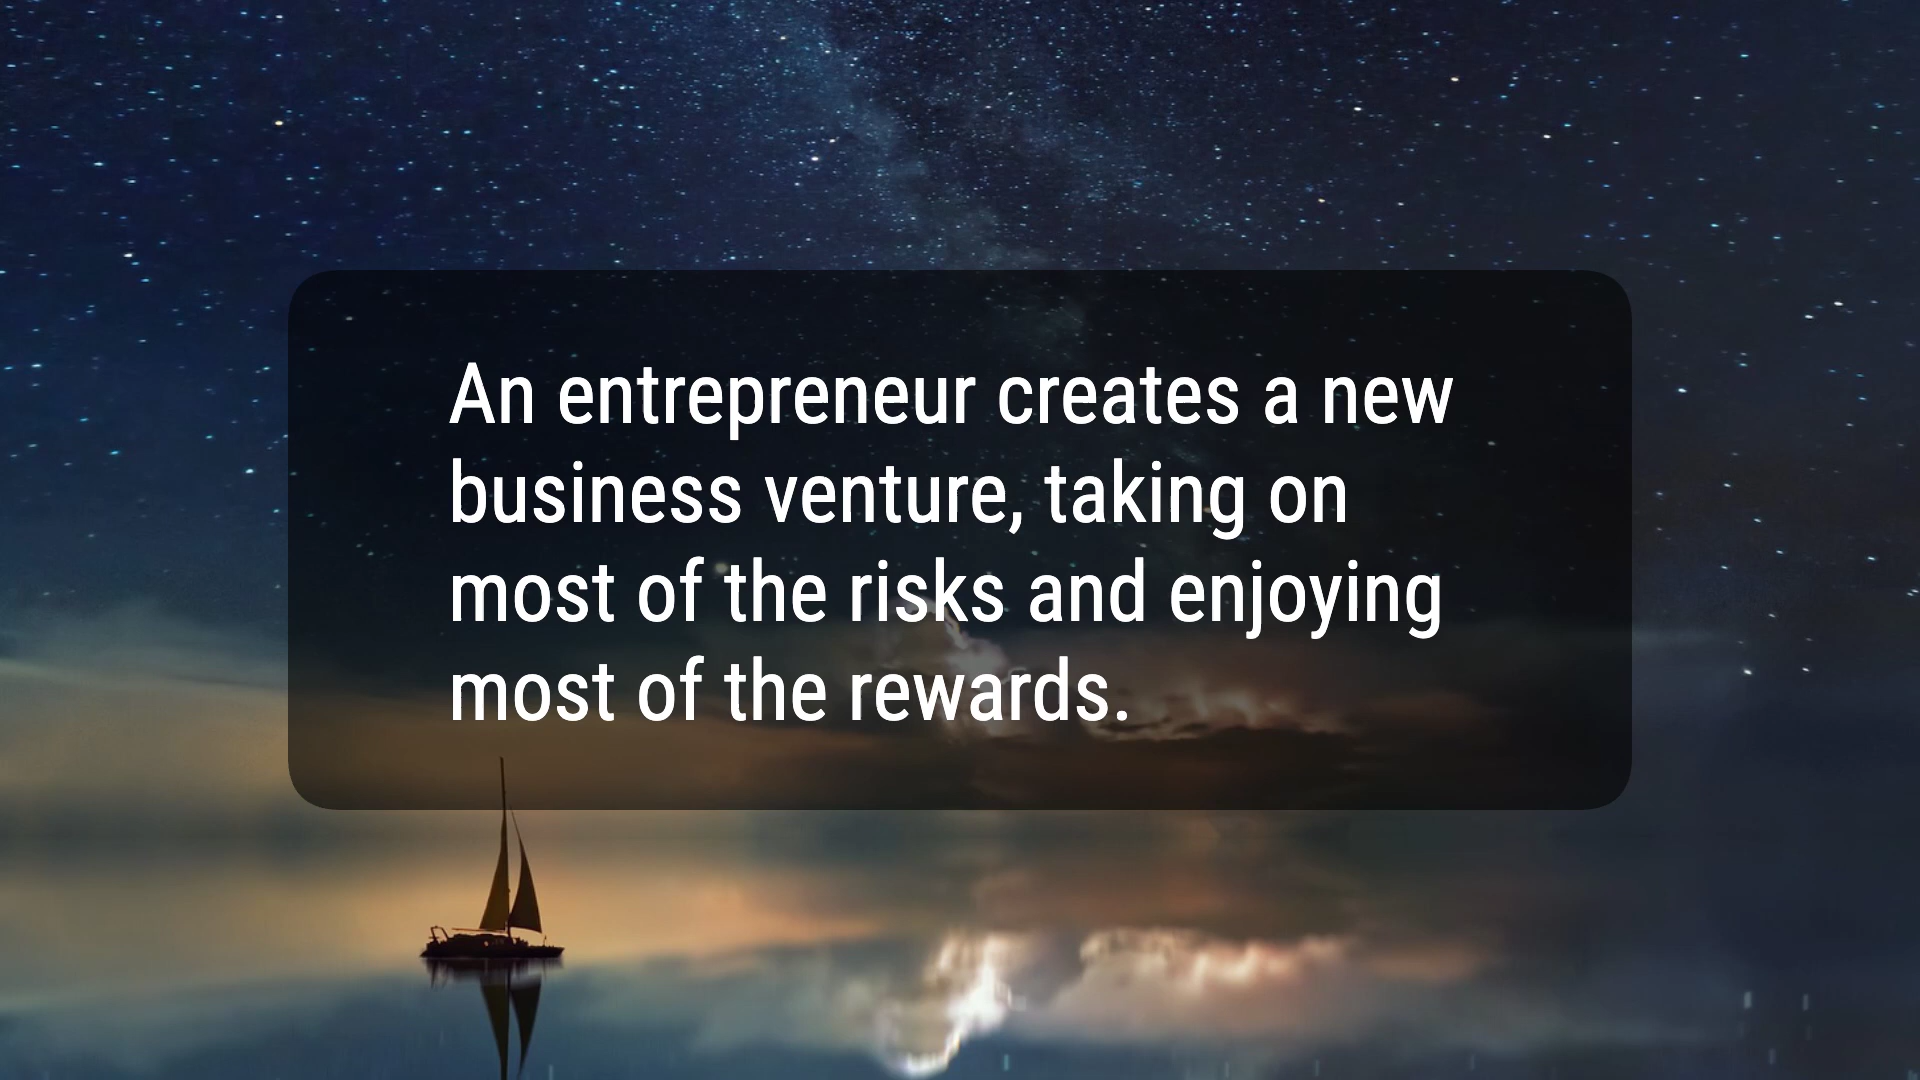 An entrepreneur creates a new
business venture, taking on
most of the risks and enjoying
most of the rewards.